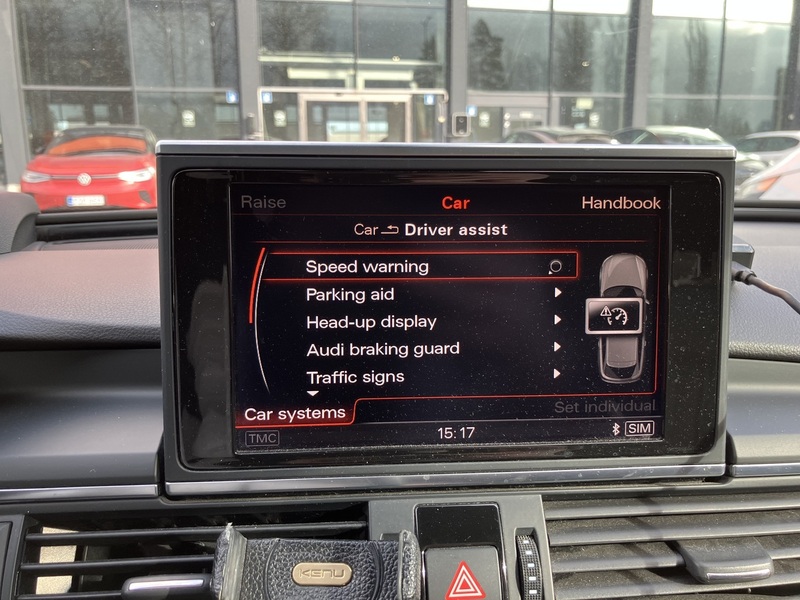 Raise Car Handbook
Car Driver assist
Speed warning
Parking aid
Head-up display
Audi braking guard
Traffic signs
Car systems Set individual
TMC 15:17 SIM
KENU